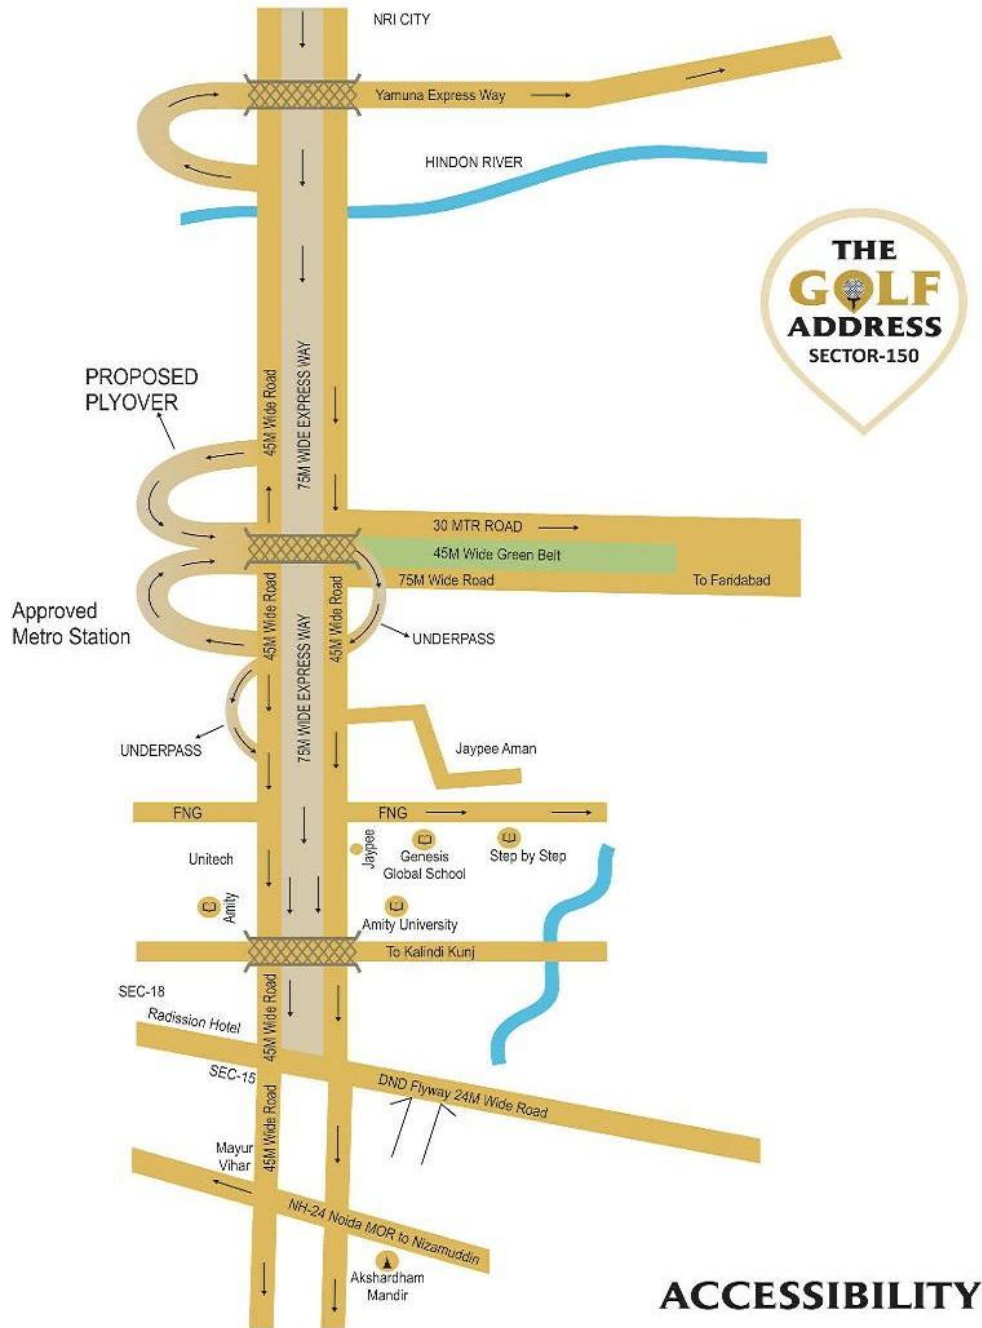 NRI CITY
Yamuna Express Way
HINDON RIVER
THE
GOLF
ADDRESS
SECTOR-150
PROPOSED
PLYOVER
45M Wide Road
75M WIDE EXPRESS WAY
30 MTR ROAD
45M Wide Green Belt
75M Wide Road
To Faridabad
Approved
Metro Station
45M Wide Road
75M WIDE EXPRESS WAY
45M Wide Road
UNDERPASS
UNDERPASS
Jaypee Aman
FNG
FNG
Unitech
Jaypee
Genesis
Global School
Step by Step
Amity
Amity University
To Kalindi Kunj
SEC-18
Radission Hotel
45M Wide Road
SEC-15
DND Flyway 24M Wide Road
45M Wide Road
Mayur
Vihar
NH-24 Noida MOR to Nizamuddin
Akshardham
Mandir
ACCESSIBILITY